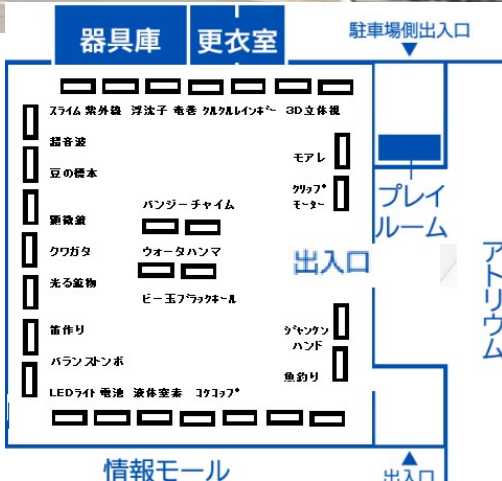 器具庫 更衣室
駐車場側出入口
スライム 紫外線 浮沈子 竜巻 クルクルレインボー 3D立体視
超音波
豆の標本
顕微鏡
クワガタ
光る鉱物
笛作り
バランストンボ
LEDライト 電池 液体窒素 コケコップ
バンジーチャイム
ウォータハンマ
ビー玉ブラックホール
モアレ
クリップ
モーター
出入口
ジャンケン
ハンド
魚釣り
プレイ
ルーム
アトリウム
情報モール
出入口